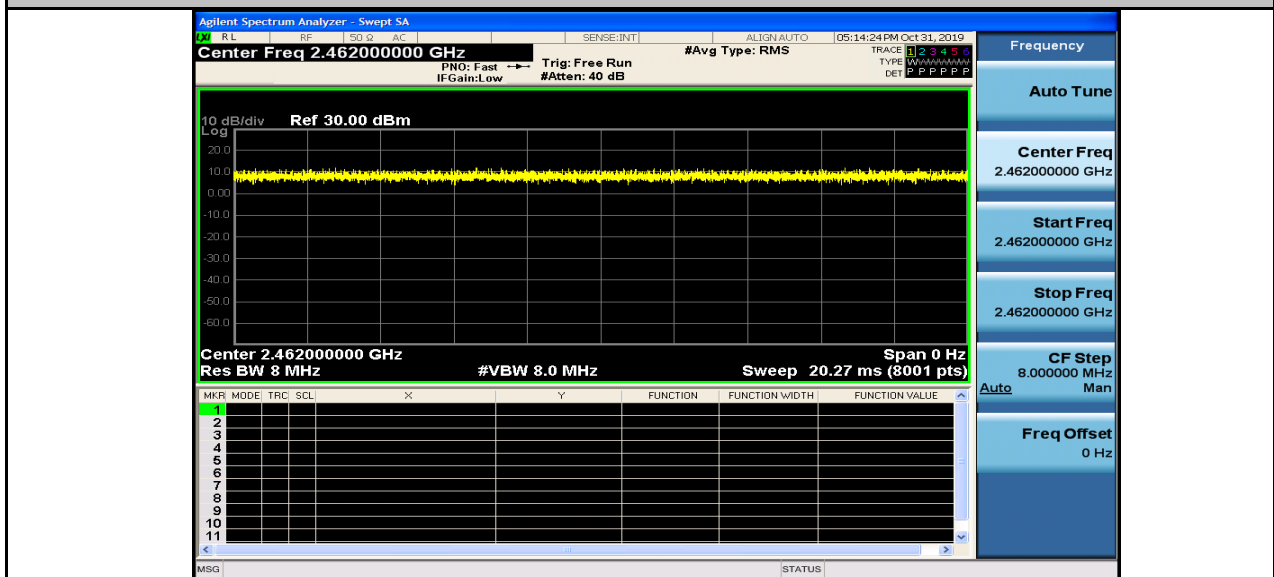 Agilent Spectrum Analyzer - Swept SA
LXI RL RF 50 Ω AC SENSE:INT ALIGN AUTO 05:14:24 PM Oct 31, 2019
Center Freq 2.462000000 GHz
PNO: Fast
IFGain:Low
Trig: Free Run
#Atten: 40 dB
#Avg Type: RMS
TRACE 1 2 3 4 5 6
TYPE WWWWWW
DET P P P P P P
10 dB/div
Log
Ref 30.00 dBm
20.0
10.0
0.00
-10.0
-20.0
-30.0
-40.0
-50.0
-60.0
Center 2.462000000 GHz
Span 0 Hz
Res BW 8 MHz
#VBW 8.0 MHz
Sweep 20.27 ms (8001 pts)
MKR MODE TRC SCL X Y FUNCTION FUNCTION WIDTH FUNCTION VALUE
1
2
3
4
5
6
7
8
9
10
11
MSG
STATUS
Frequency
Auto Tune
Center Freq
2.462000000 GHz
Start Freq
2.462000000 GHz
Stop Freq
2.462000000 GHz
CF Step
8.000000 MHz
Auto Man
Freq Offset
0 Hz